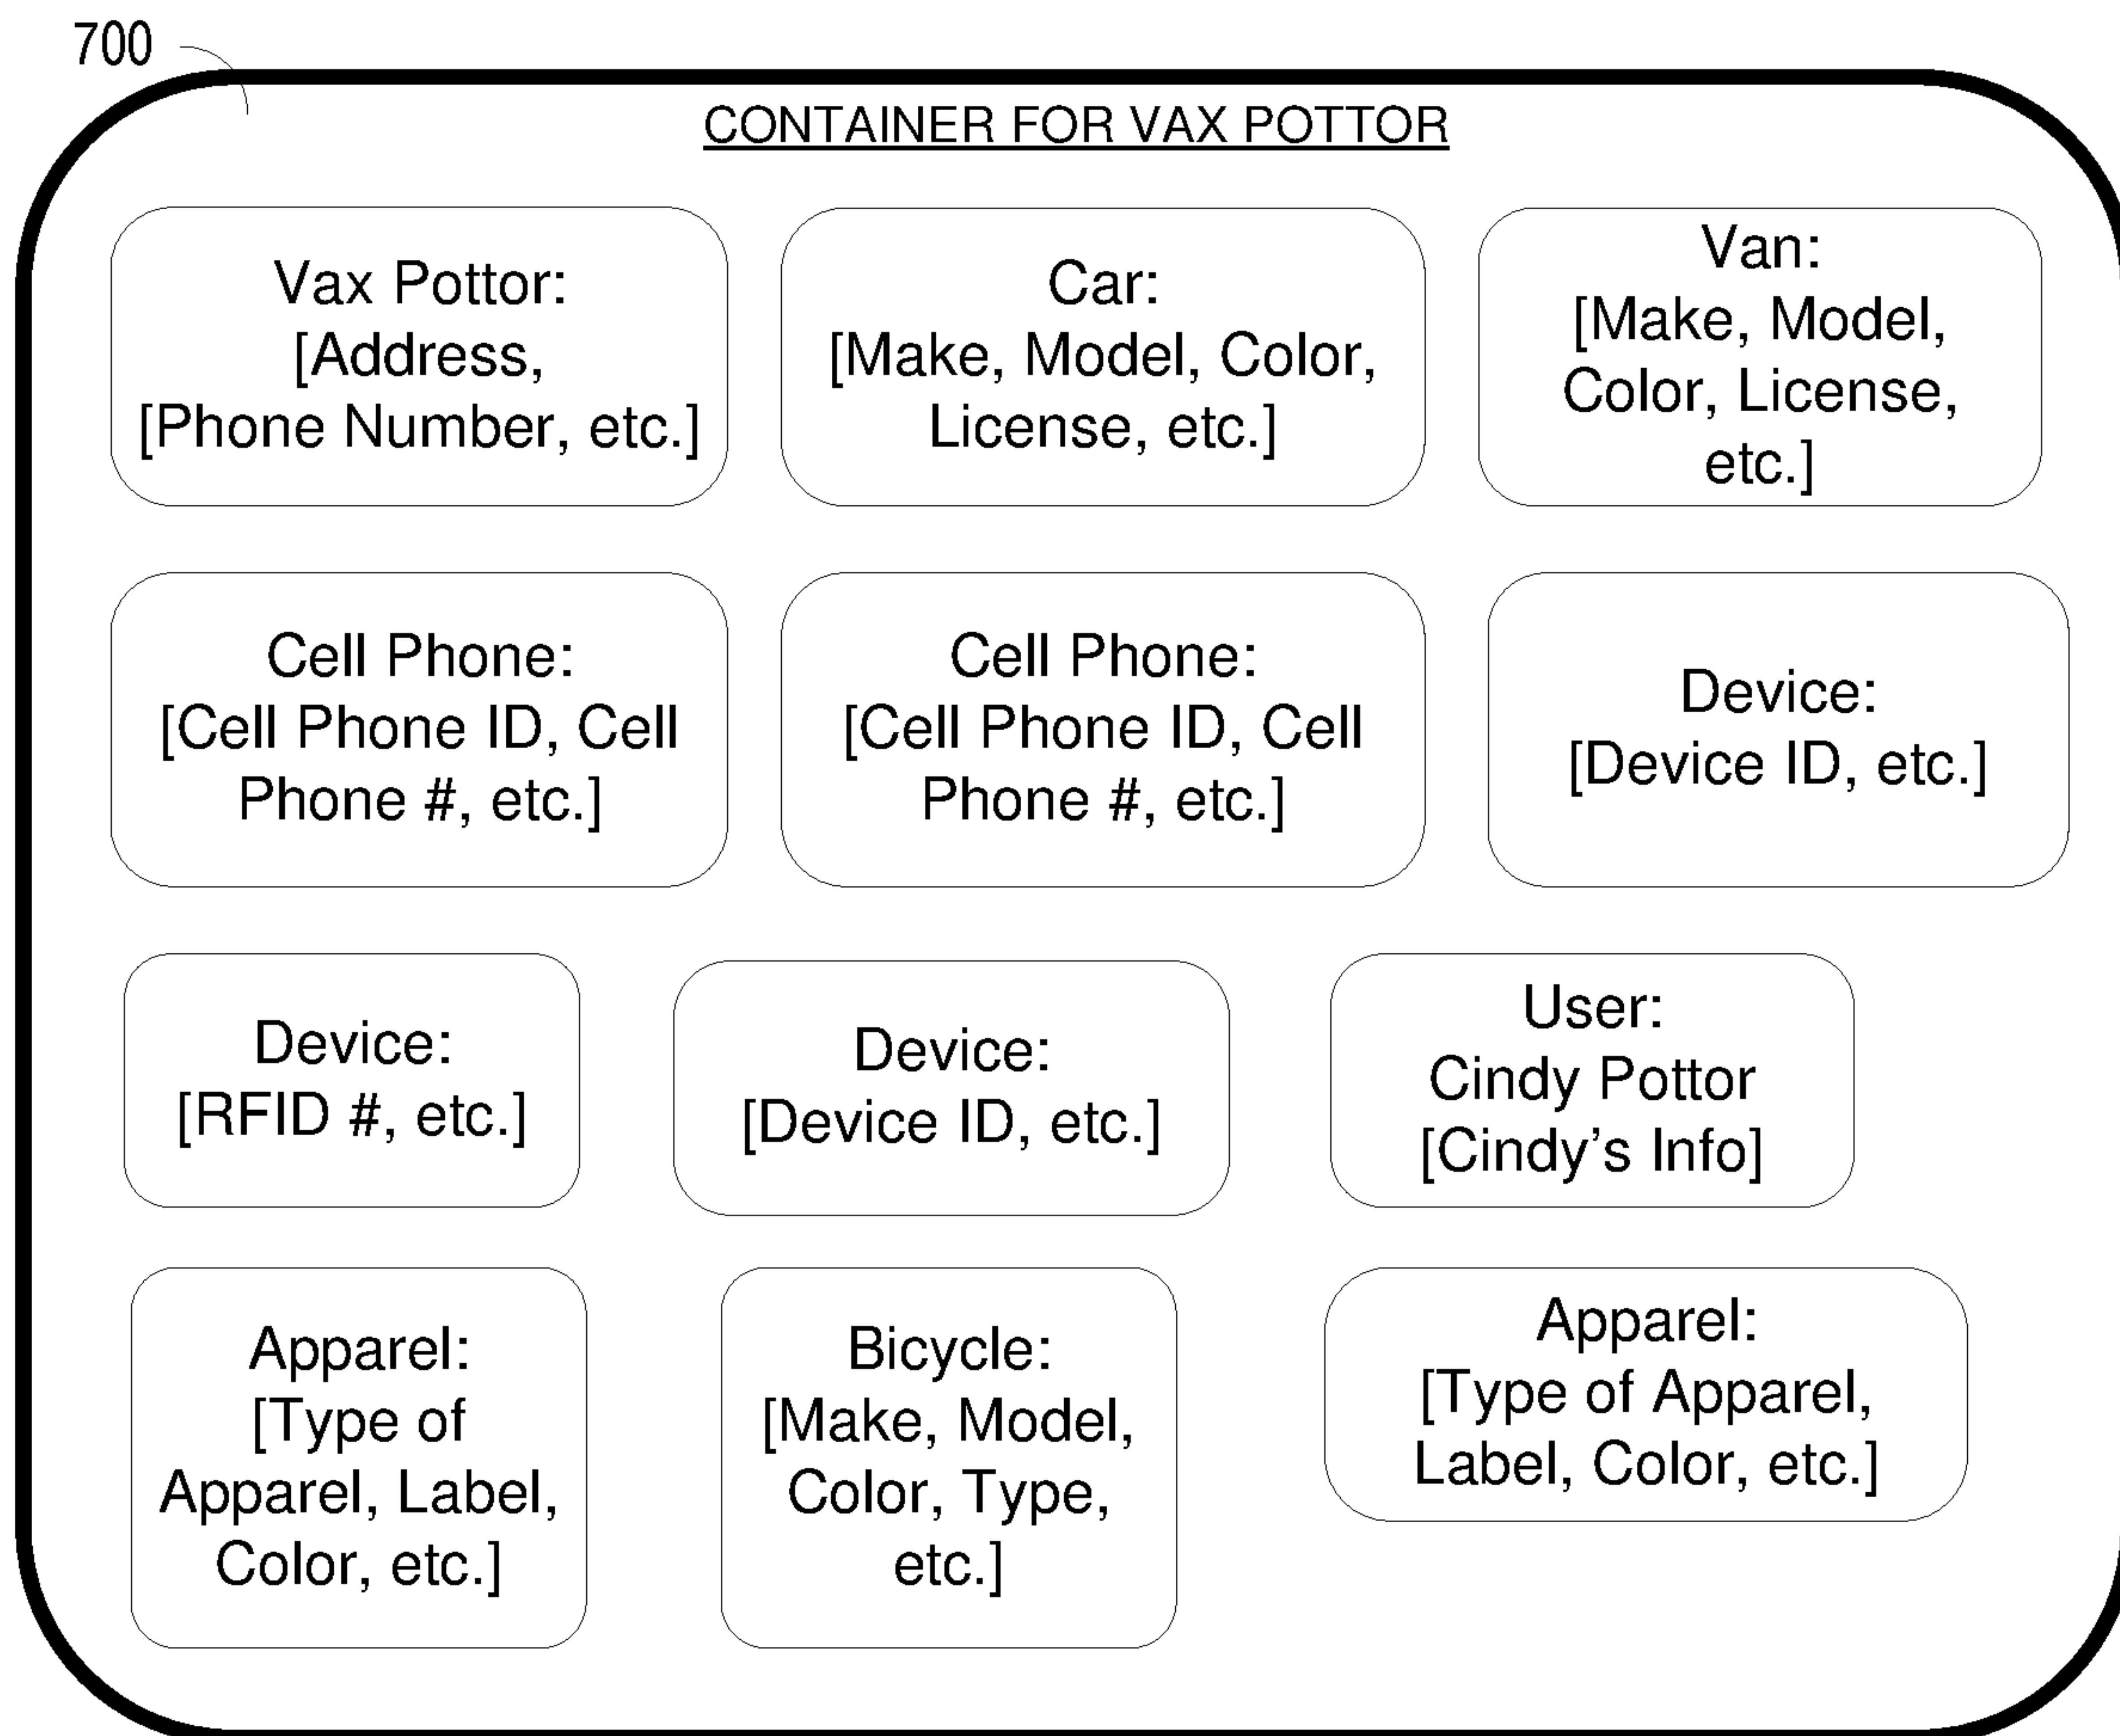 700
CONTAINER FOR VAX POTTOR
Vax Pottor:
[Address,
[Phone Number, etc.]
Car:
[Make, Model, Color,
License, etc.]
Van:
[Make, Model,
Color, License,
etc.]
Cell Phone:
[Cell Phone ID, Cell
Phone #, etc.]
Cell Phone:
[Cell Phone ID, Cell
Phone #, etc.]
Device:
[Device ID, etc.]
Device:
[RFID #, etc.]
Device:
[Device ID, etc.]
User:
Cindy Pottor
[Cindy's Info]
Apparel:
[Type of
Apparel, Label,
Color, etc.]
Bicycle:
[Make, Model,
Color, Type,
etc.]
Apparel:
[Type of Apparel,
Label, Color, etc.]